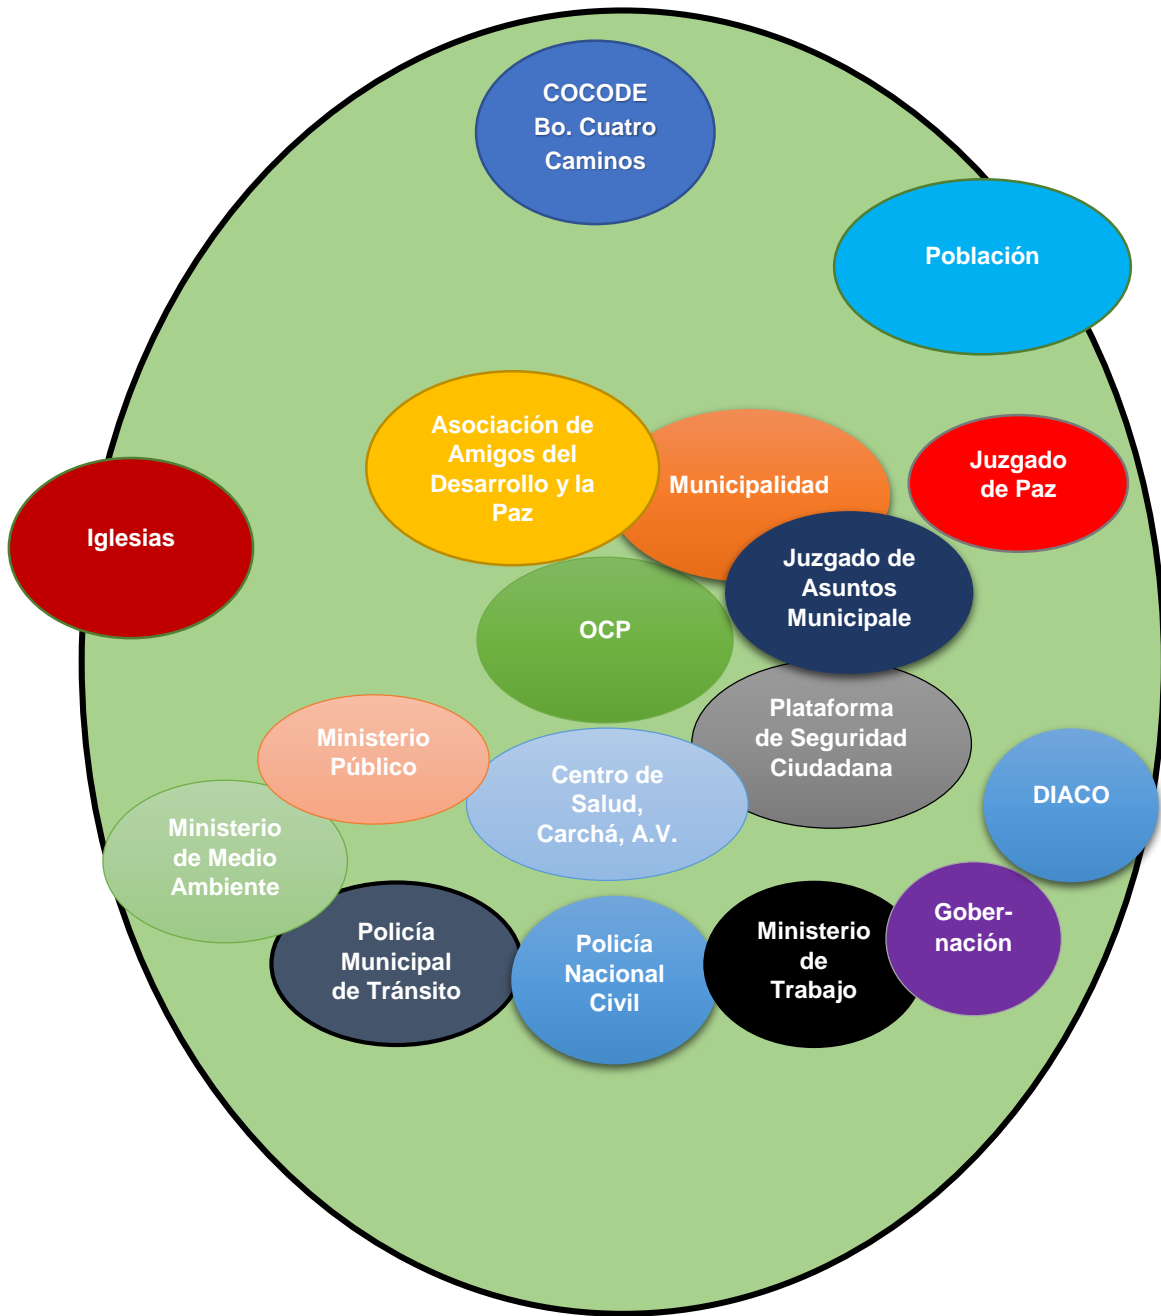 COCODE
Bo. Cuatro
Caminos
Población
Asociación de
Amigos del
Desarrollo y la
Paz
Municipalidad
Juzgado
de Paz
Iglesias
Juzgado de
Asuntos
Municipale
OCP
Plataforma
de Seguridad
Ciudadana
Ministerio
Público
Centro de
Salud,
Carchá, A.V.
DIACO
Ministerio
de Medio
Ambiente
Policía
Municipal
de Tránsito
Policía
Nacional
Civil
Ministerio
de
Trabajo
Gober-
nación